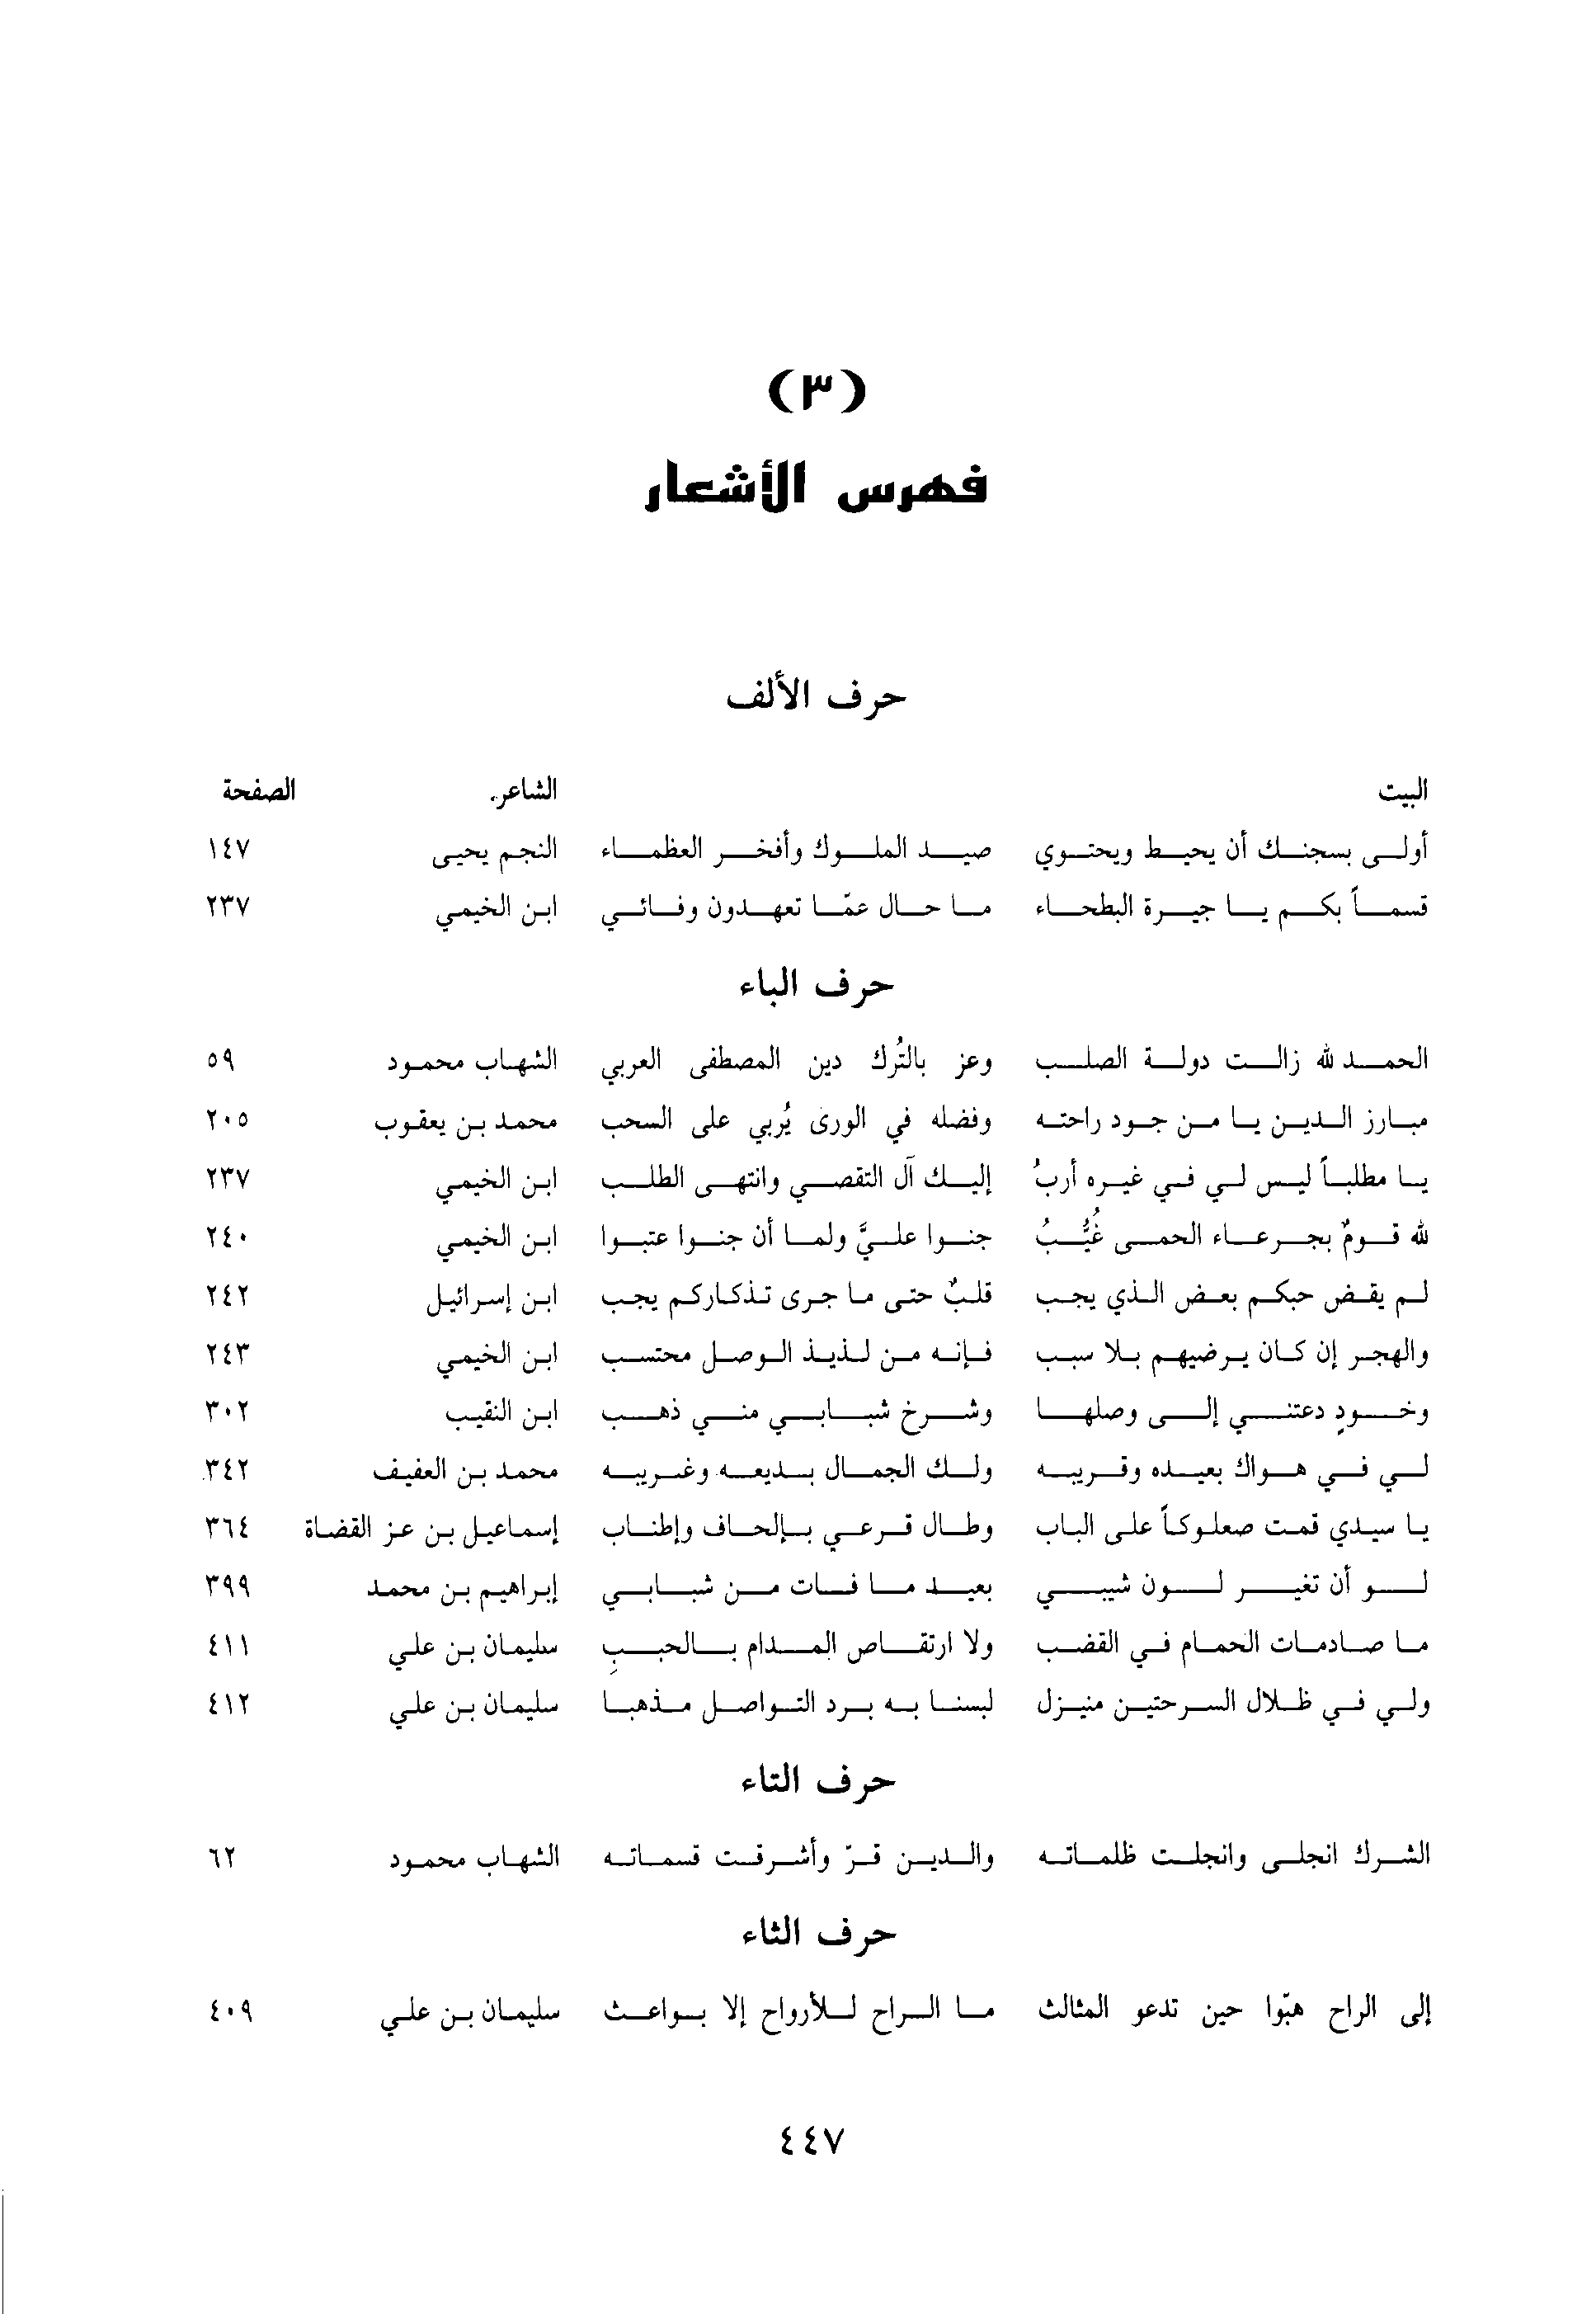 (٣)
فهرس الأشعار
حرف الألف
البيت الشاعر الصفحة
أولى بسجنك أن يحيط ويحتوي صيد الملوك وأفخر العظماء النجم يحيى ١٤٧
قسماً بكم يا جيرة البطحاء ما حال عمّا تعهدون وفائي ابن الخيمي ٢٣٧
حرف الباء
الحمد لله زالت دولة الصلب وعز بالتُرك دين المصطفى العربي الشهاب محمود ٥٩
مبارز الدين يا من جود راحته وفضله في الورى يُربي على السحب محمد بن يعقوب ٢٠٥
يا مطلباً ليس لي في غيره أربُ إليك آل التقصي وانتهى الطلب ابن الخيمي ٢٣٧
لله قومٌ بجرعاء الحمى غُيَّبُ جنوا عليَّ ولما أن جنوا عتبوا ابن الخيمي ٢٤٠
لم يقض حبكم بعض الذي يجب قلبٌ حتى ما جرى تذكاركم يجب ابن إسرائيل ٢٤٢
والهجر إن كان يرضيهم بلا سبب فإنه من لذيذ الوصل محتسب ابن الخيمي ٢٤٣
وخودٍ دعتني إلى وصلها وشرخ شبابي مني ذهب ابن النقيب ٣٠٢
لي في هواك بعيده وقريبه ولك الجمال بديعه وغريبه محمد بن العفيف ٣٤٢
يا سيدي قمت صعلوكاً على الباب وطال قرعي بإلحاف وإطناب إسماعيل بن عز القضاة ٣٦٤
لو أن تغير لون شيبي بعيد ما فات من شبابي إبراهيم بن محمد ٣٩٩
ما صادمات الحمام في القضب ولا ارتقاص المدام بالحببِ سليمان بن علي ٤١١
ولي في ظلال السرحتين منيزل لبسنا به برد التواصل مذهبا سليمان بن علي ٤١٢
حرف التاء
الشرك انجلى وانجلت ظلماته والدين قرّ وأشرقت قسماته الشهاب محمود ٦٢
حرف الثاء
إلى الراح هبّوا حين تدعو المثالث ما الراح للأرواح إلا بواعث سليمان بن علي ٤٠٩
٤٤٧